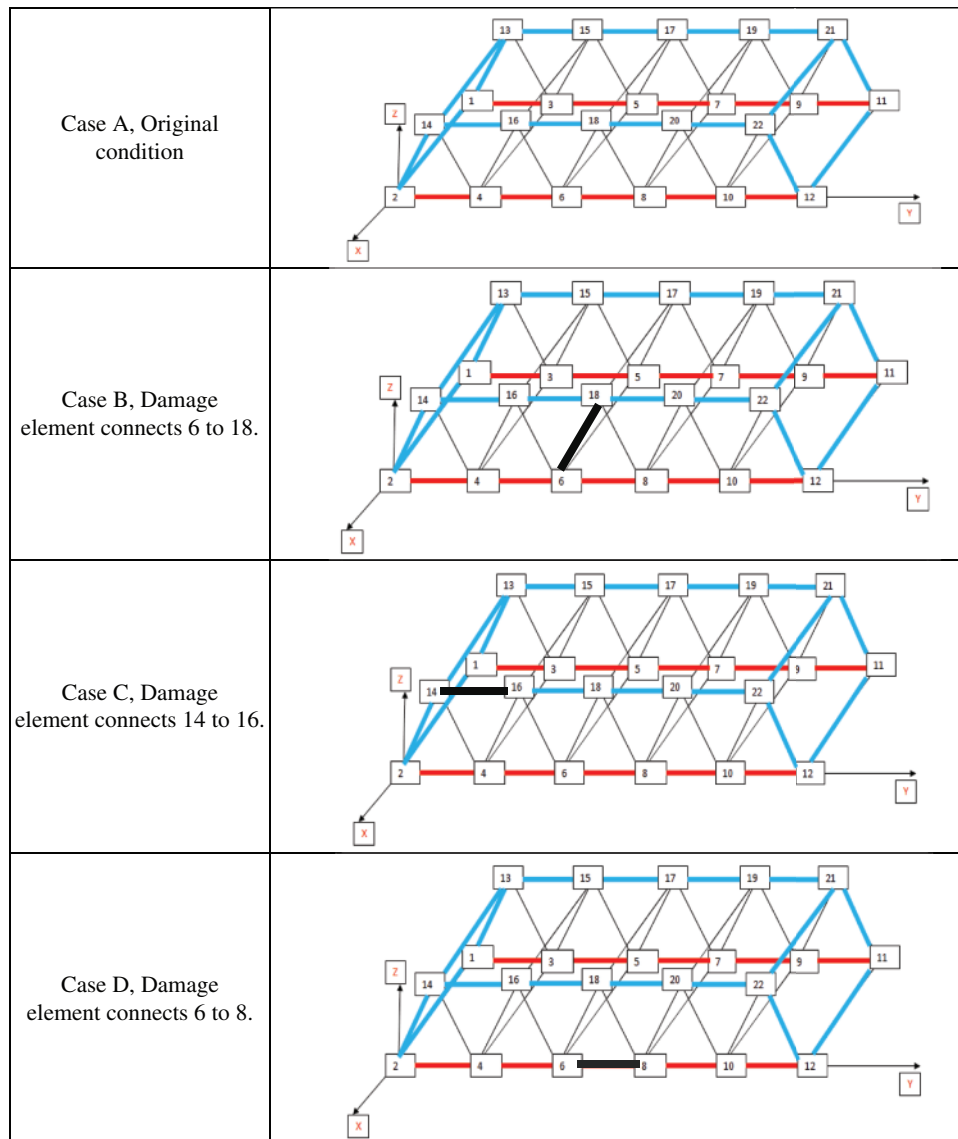 Case A, Original
condition
13 15 17 19 21
1 3 5 7 9 11
Z
14 16 18 20 22
2 4 6 8 10 12
Y
X
Case B, Damage
element connects 6 to 18.
13 15 17 19 21
1 3 5 7 9 11
Z
14 16 18 20 22
2 4 6 8 10 12
Y
X
Case C, Damage
element connects 14 to 16.
13 15 17 19 21
1 3 5 7 9 11
Z
14 16 18 20 22
2 4 6 8 10 12
Y
X
Case D, Damage
element connects 6 to 8.
13 15 17 19 21
1 3 5 7 9 11
Z
14 16 18 20 22
2 4 6 8 10 12
Y
X